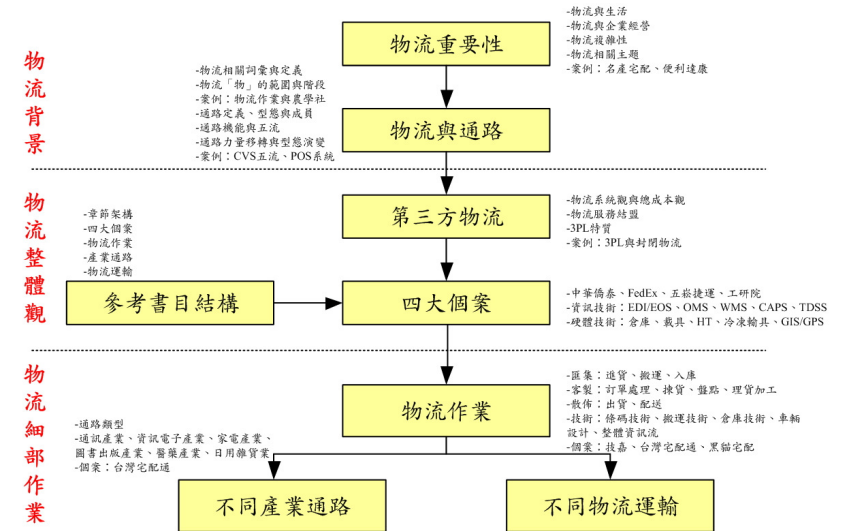 物流背景
物流重要性
-物流與生活
-物流與企業經營
-物流複雜性
-物流相關主題
-案例：名產宅配、便利達康
-物流相關詞彙與定義
-物流「物」的範圍與階段
-案例：物流作業與農學社
-通路定義、型態與成員
-通路機能與五流
-通路力量移轉與型態演變
-案例：CVS五流、POS系統
物流與通路
物流整體觀
第三方物流
-物流系統觀與總成本觀
-物流服務結盟
-3PL特質
-案例：3PL與封閉物流
-章節架構
-四大個案
-物流作業
-產業通路
-物流運輸
參考書目結構
四大個案
-中華僑泰、FedEx、五崧捷運、工研院
-資訊技術：EDI/EOS、OMS、WMS、CAPS、TDSS
-硬體技術：倉庫、載具、HT、冷凍輸具、GIS/GPS
物流細部作業
物流作業
-匯集：進貨、搬運、入庫
-客製：訂單處理、揀貨、盤點、理貨加工
-散佈：出貨、配送
-技術：條碼技術、搬運技術、倉庫技術、車輛
設計、整體資訊流
-個案：技嘉、台灣宅配通、黑貓宅配
-通路類型
-通訊產業、資訊電子產業、家電產業、
圖書出版產業、醫藥產業、日用雜貨業
-個案：台灣宅配通
不同產業通路
不同物流運輸